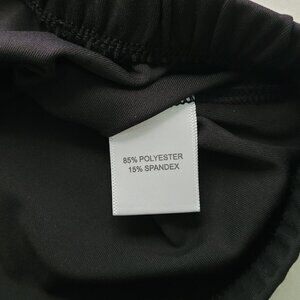 85% POLYESTER
15% SPANDEX